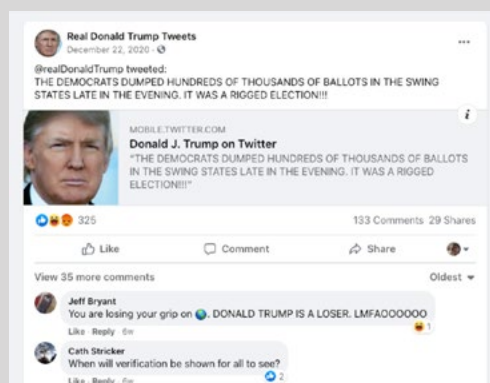 Real Donald Trump Tweets
December 22, 2020 ·
@realDonaldTrump tweeted:
THE DEMOCRATS DUMPED HUNDREDS OF THOUSANDS OF BALLOTS IN THE SWING
STATES LATE IN THE EVENING. IT WAS A RIGGED ELECTION!!!
i
MOBILE.TWITTER.COM
Donald J. Trump on Twitter
"THE DEMOCRATS DUMPED HUNDREDS OF THOUSANDS OF BALLOTS
IN THE SWING STATES LATE IN THE EVENING. IT WAS A RIGGED
ELECTION!!!"
325
133 Comments 29 Shares
Like Comment Share
View 35 more comments
Oldest
Jeff Bryant
You are losing your grip on 🌎. DONALD TRUMP IS A LOSER. LMFAOOOOOO
1
Like · Reply · 6w
Cath Stricker
When will verification be shown for all to see?
2
Like · Reply · 6w